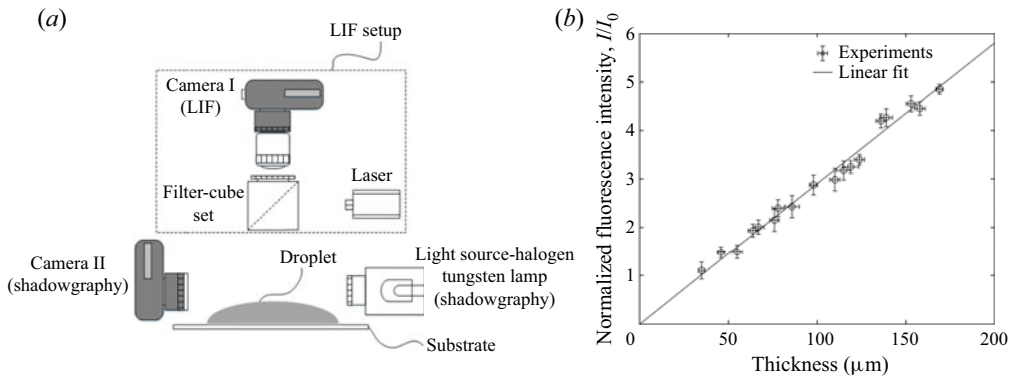 (a)
LIF setup
Camera I
(LIF)
Laser
Filter-cube
set
Camera II
(shadowgraphy)
Droplet
Light source-halogen
tungsten lamp
(shadowgraphy)
Substrate
(b)
Normalized fluorescence intensity, I/I0
6
5
4
3
2
1
0
50
100
150
200
Thickness (μm)
Experiments
Linear fit